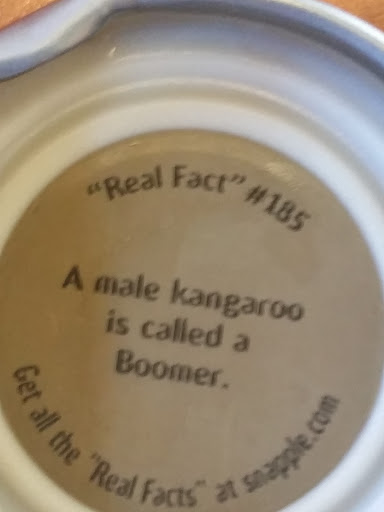 "Real Fact" #185
A male kangaroo
is called a
Boomer.
Get all the "Real Facts" at snapple.com